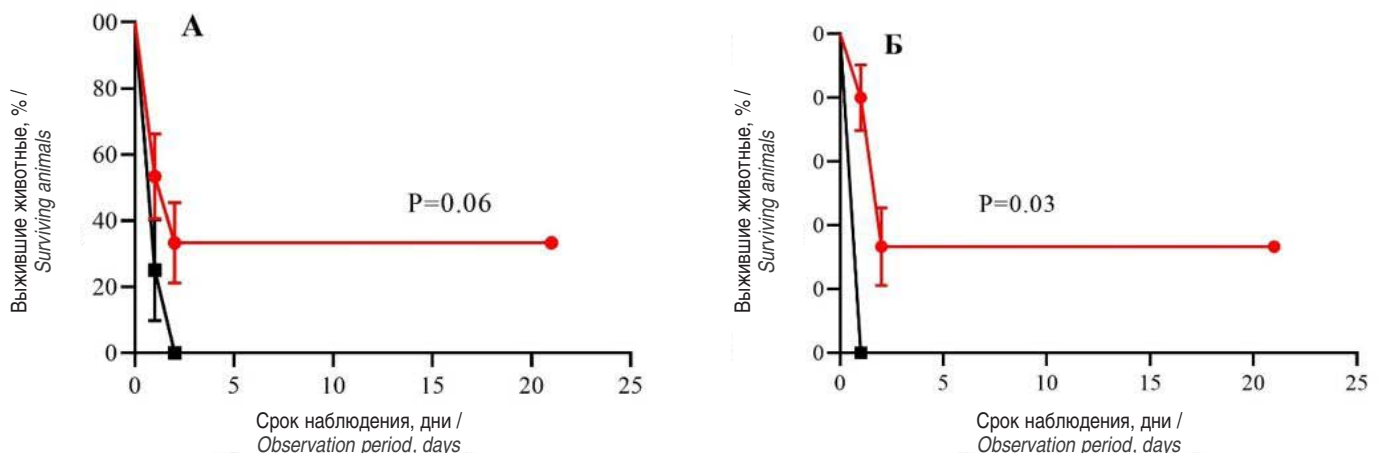 А
00
80
60
40
20
0
P=0.06
0 5 10 15 20 25
Выжившие животные, % /
Surviving animals
Срок наблюдения, дни /
Observation period, days
Б
0
0
0
0
0
0
P=0.03
0 5 10 15 20 25
Выжившие животные, % /
Surviving animals
Срок наблюдения, дни /
Observation period, days